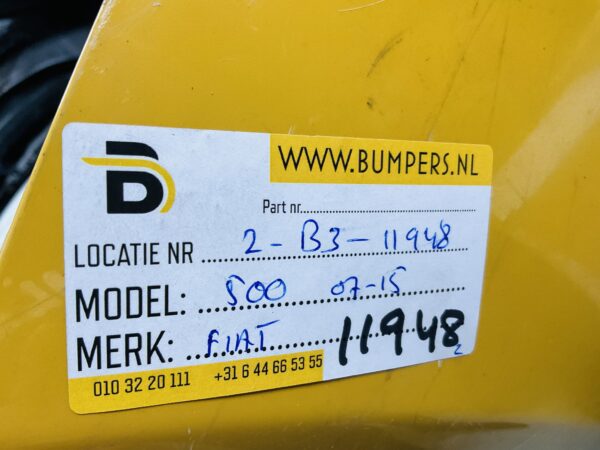 B
WWW.BUMPERS.NL
Part nr.
LOCATIE NR 2-B3-11948
MODEL: 500 07-15
MERK: FIAT 11948
2
010 32 20 111 +31 6 44 66 53 55